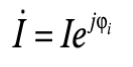 İ = Ie^{jφ_i}